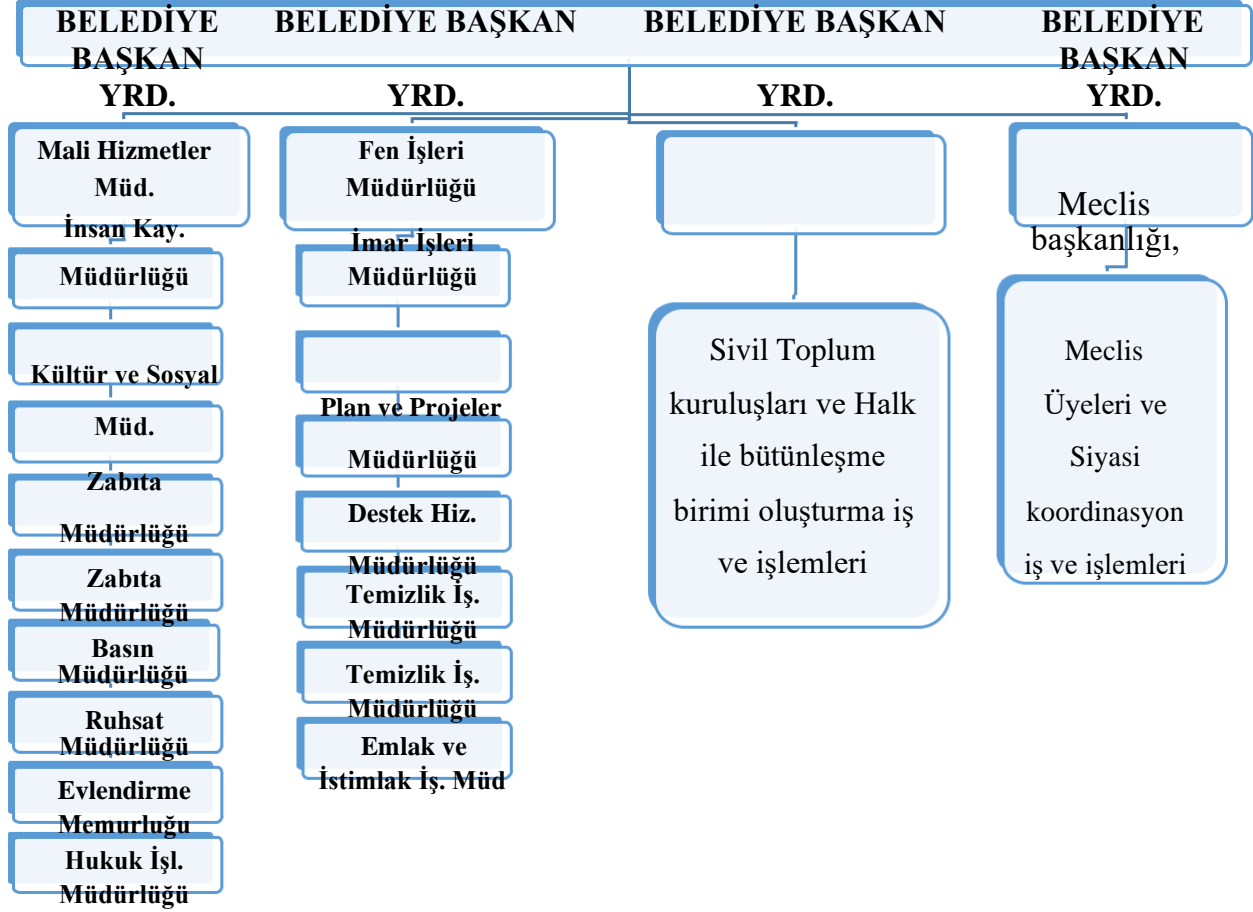 BELEDİYE
BAŞKAN
YRD.
BELEDİYE BAŞKAN
YRD.
BELEDİYE BAŞKAN
YRD.
BELEDİYE
BAŞKAN
YRD.
Mali Hizmetler
Müd.
İnsan Kay.
Müdürlüğü
Kültür ve Sosyal
Müd.
Zabıta
Müdürlüğü
Zabıta
Müdürlüğü
Basın
Müdürlüğü
Ruhsat
Müdürlüğü
Evlendirme
Memurluğu
Hukuk İşl.
Müdürlüğü
Fen İşleri
Müdürlüğü
İmar İşleri
Müdürlüğü
Plan ve Projeler
Müdürlüğü
Destek Hiz.
Müdürlüğü
Temizlik İş.
Müdürlüğü
Temizlik İş.
Müdürlüğü
Emlak ve
İstimlak İş. Müd
Sivil Toplum
kuruluşları ve Halk
ile bütünleşme
birimi oluşturma iş
ve işlemleri
Meclis
başkanlığı,
Meclis
Üyeleri ve
Siyasi
koordinasyon
iş ve işlemleri